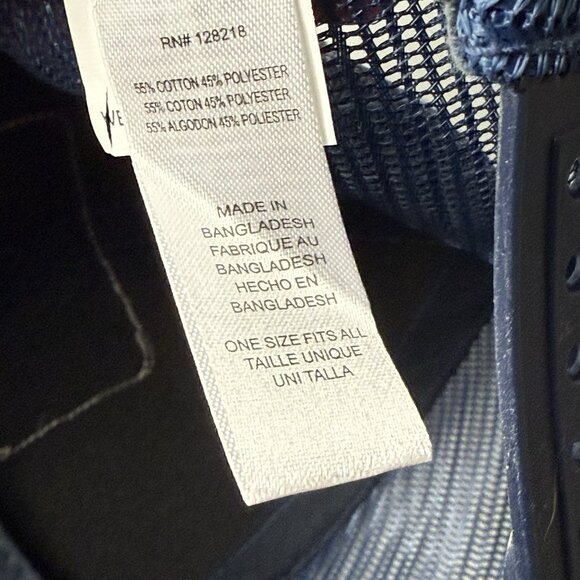 RN# 128218
55% COTTON 45% POLYESTER
55% COTON 45% POLYESTER
55% ALGODON 45% POLIESTER
WE
MADE IN
BANGLADESH
FABRIQUE AU
BANGLADESH
HECHO EN
BANGLADESH
ONE SIZE FITS ALL
TAILLE UNIQUE
UNI TALLA